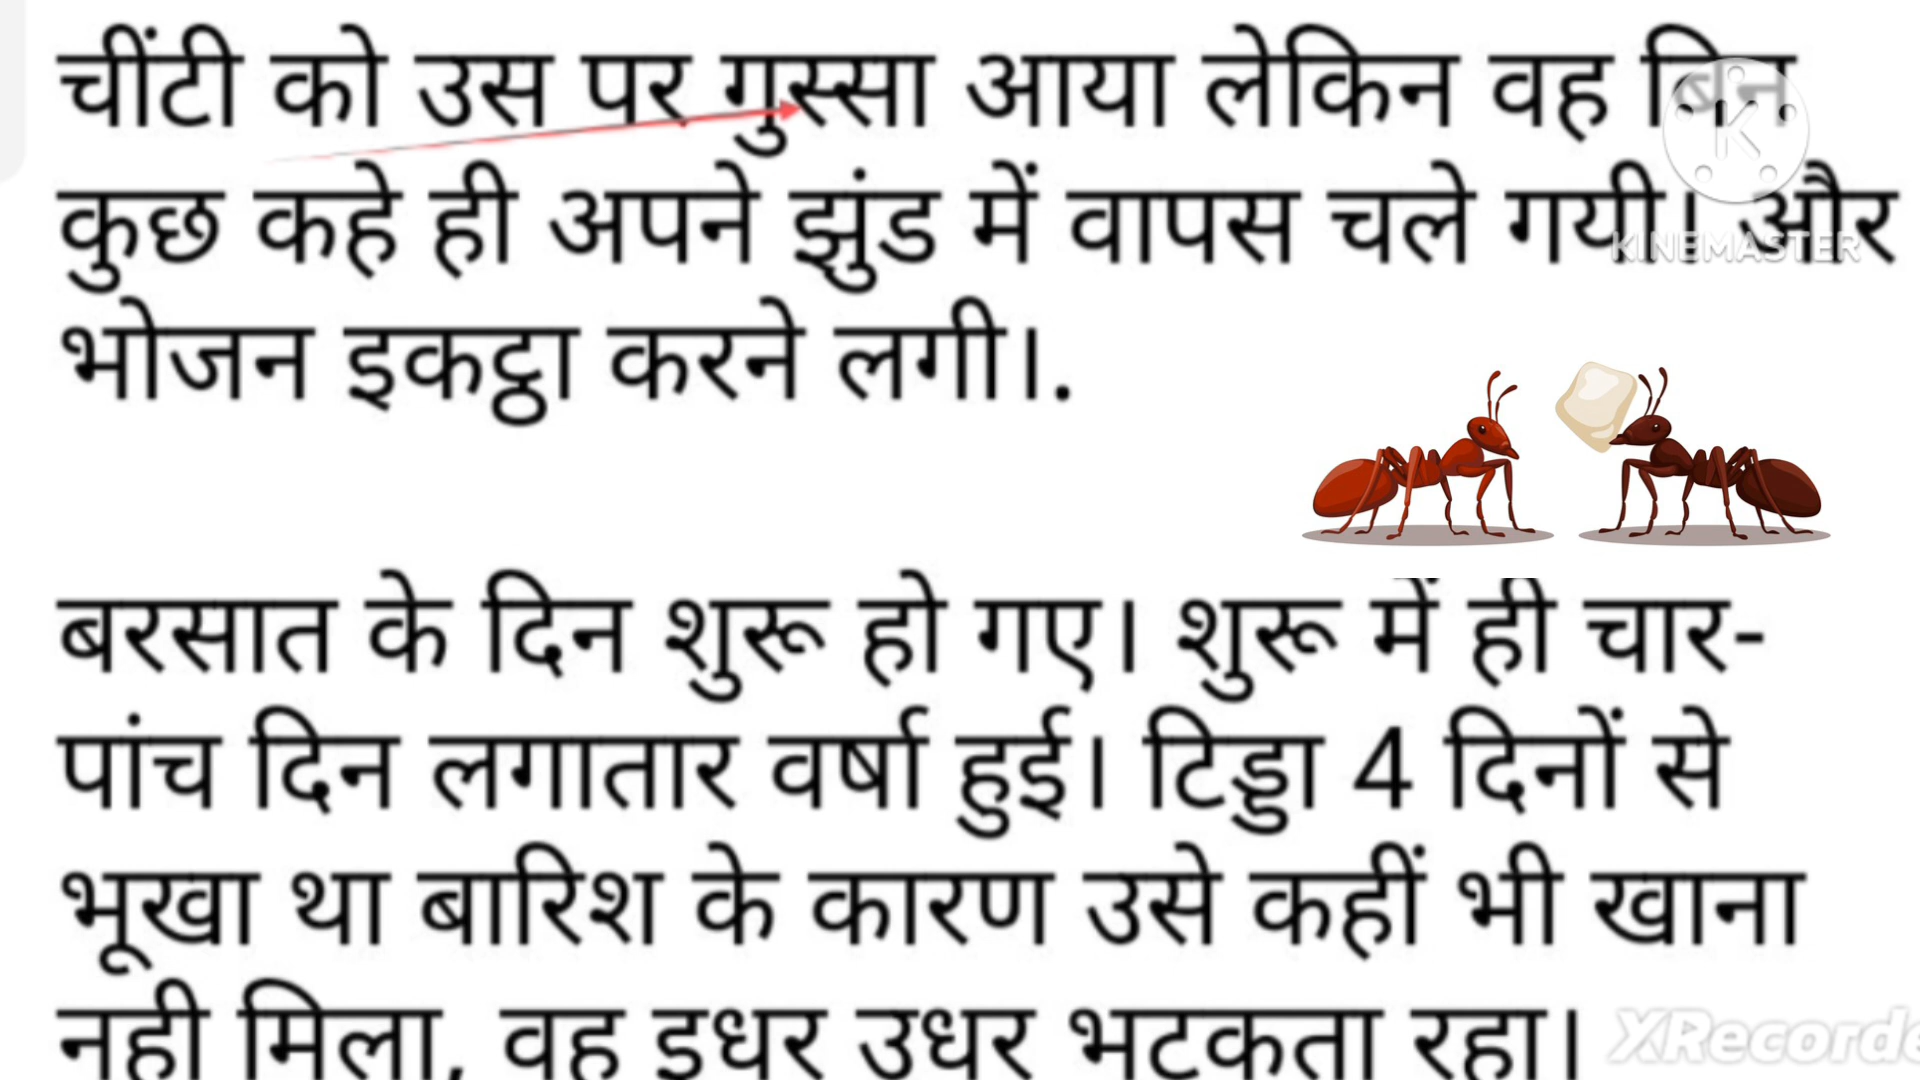 चींटी को उस पर गुस्सा आया लेकिन वह बिन
कुछ कहे ही अपने झुंड में वापस चले गयी। और
KINEMASTER
भोजन इकट्ठा करने लगी।.
बरसात के दिन शुरू हो गए। शुरू में ही चार-
पांच दिन लगातार वर्षा हुई। टिड्डा 4 दिनों से
भूखा था बारिश के कारण उसे कहीं भी खाना
नही मिला, वह इधर उधर भटकता रहा।
XRecorde